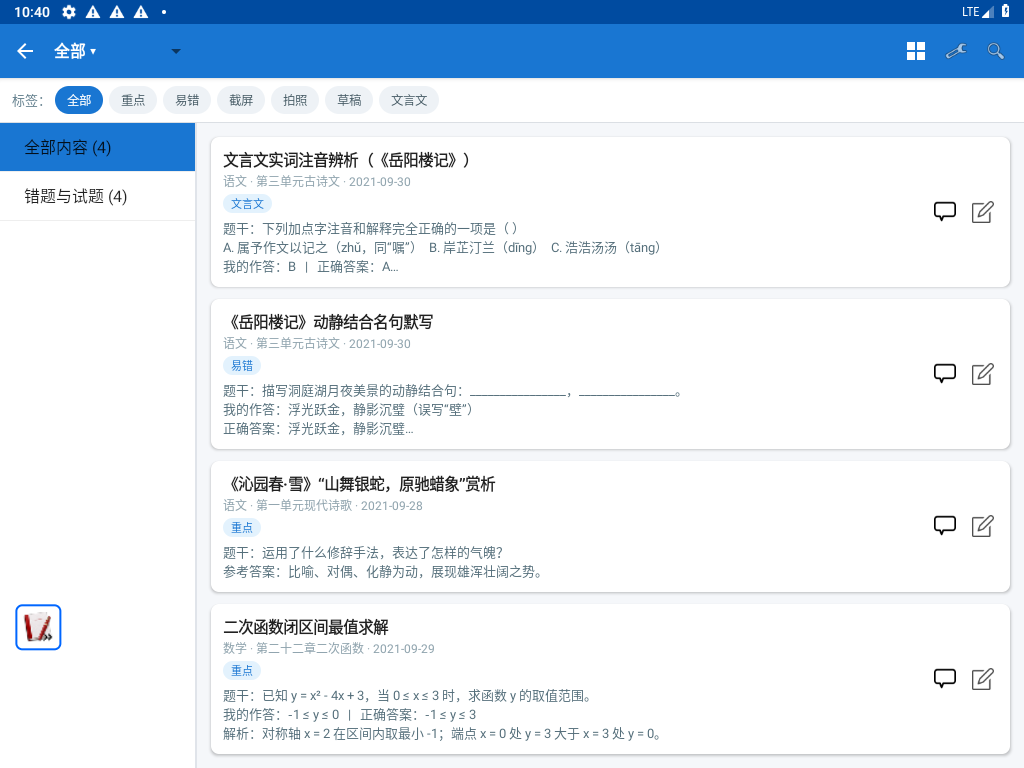 10:40
LTE
全部 ▾
标签：
全部
重点
易错
截屏
拍照
草稿
文言文
全部内容 (4)
错题与试题 (4)
文言文实词注音辨析（《岳阳楼记》）
语文 · 第三单元古诗文 · 2021-09-30
文言文
题干：下列加点字注音和解释完全正确的一项是（ ）
A. 属予作文以记之（zhǔ，同“嘱”） B. 岸芷汀兰（dīng） C. 浩浩汤汤（tāng）
我的作答：B | 正确答案：A...
《岳阳楼记》动静结合名句默写
语文 · 第三单元古诗文 · 2021-09-30
易错
题干：描写洞庭湖月夜美景的动静结合句：________________，________________。
我的作答：浮光跃金，静影沉璧（误写“壁”）
正确答案：浮光跃金，静影沉璧...
《沁园春·雪》“山舞银蛇，原驰蜡象”赏析
语文 · 第一单元现代诗歌 · 2021-09-28
重点
题干：运用了什么修辞手法，表达了怎样的气魄？
参考答案：比喻、对偶、化静为动，展现雄浑壮阔之势。
二次函数闭区间最值求解
数学 · 第二十二章二次函数 · 2021-09-29
重点
题干：已知 y = x² - 4x + 3，当 0 ≤ x ≤ 3 时，求函数 y 的取值范围。
我的作答：-1 ≤ y ≤ 0 | 正确答案：-1 ≤ y ≤ 3
解析：对称轴 x = 2 在区间内取最小 -1；端点 x = 0 处 y = 3 大于 x = 3 处 y = 0。